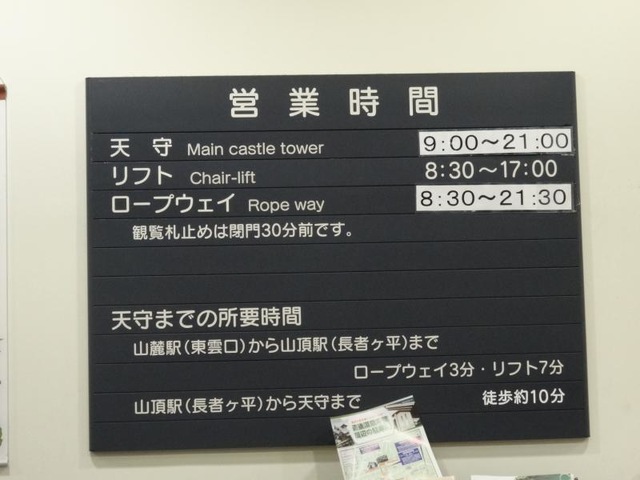 営業時間
天守 Main castle tower 9:00～21:00
リフト Chair-lift 8:30～17:00
ロープウェイ Rope way 8:30～21:30
観覧札止めは閉門30分前です。
天守までの所要時間
山麓駅(東雲口)から山頂駅(長者ヶ平)まで
ロープウェイ3分・リフト7分
山頂駅(長者ヶ平)から天守まで 徒歩約10分